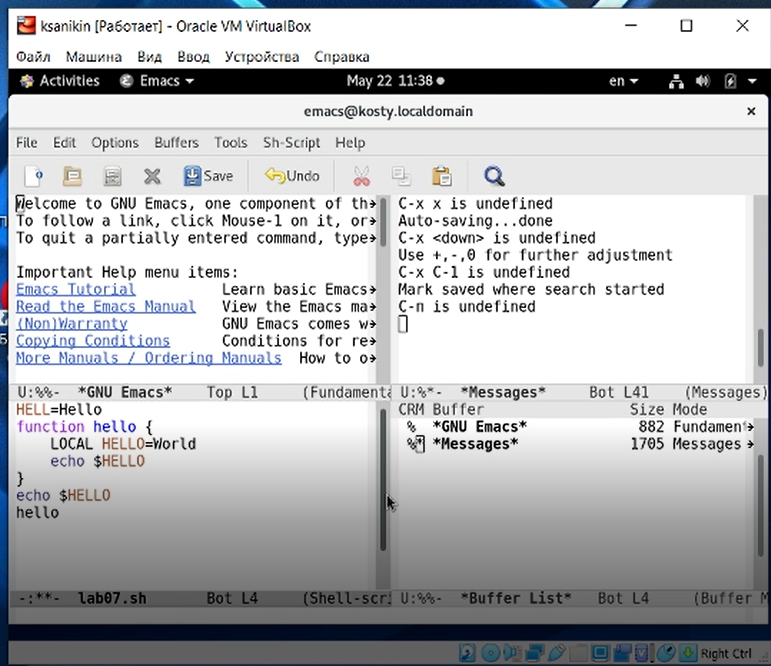 ksanikin [Работает] - Oracle VM VirtualBox
Файл Машина Вид Ввод Устройства Справка
Activities Emacs May 22 11:38 en
emacs@kosty.localdomain
File Edit Options Buffers Tools Sh-Script Help
Save Undo
Welcome to GNU Emacs, one component of th
To follow a link, click Mouse-1 on it, or
To quit a partially entered command, type
Important Help menu items:
Emacs Tutorial Learn basic Emacs
Read the Emacs Manual View the Emacs ma
(Non)Warranty GNU Emacs comes w
Copying Conditions Conditions for re
More Manuals / Ordering Manuals How to o
U:%%- *GNU Emacs* Top L1 (Fundamenta
C-x x is undefined
Auto-saving...done
C-x <down> is undefined
Use +,-,0 for further adjustment
C-x C-1 is undefined
Mark saved where search started
C-n is undefined
U:%*- *Messages* Bot L41 (Messages)
HELL=Hello
function hello {
LOCAL HELLO=World
echo $HELLO
}
echo $HELLO
hello
-:**- lab07.sh Bot L4 (Shell-scri
CRM Buffer Size Mode
% *GNU Emacs* 882 Fundament
%* *Messages* 1705 Messages
U:%%- *Buffer List* Bot L4 (Buffer M
Right Ctrl